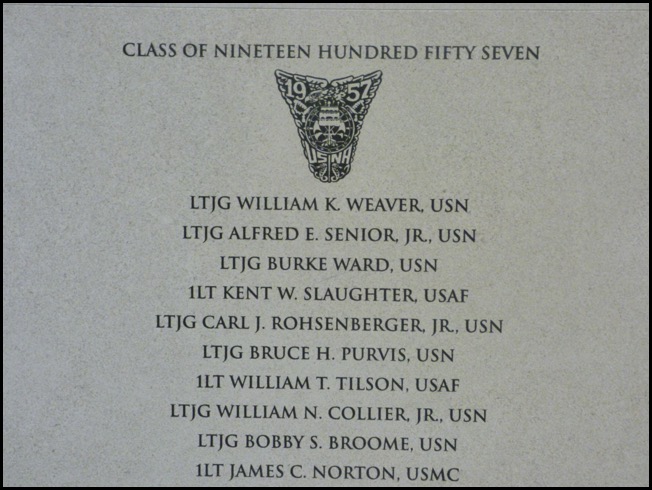 CLASS OF NINETEEN HUNDRED FIFTY SEVEN
19 57
USNA
LTJG WILLIAM K. WEAVER, USN
LTJG ALFRED E. SENIOR, JR., USN
LTJG BURKE WARD, USN
1LT KENT W. SLAUGHTER, USAF
LTJG CARL J. ROHSENBERGER, JR., USN
LTJG BRUCE H. PURVIS, USN
1LT WILLIAM T. TILSON, USAF
LTJG WILLIAM N. COLLIER, JR., USN
LTJG BOBBY S. BROOME, USN
1LT JAMES C. NORTON, USMC